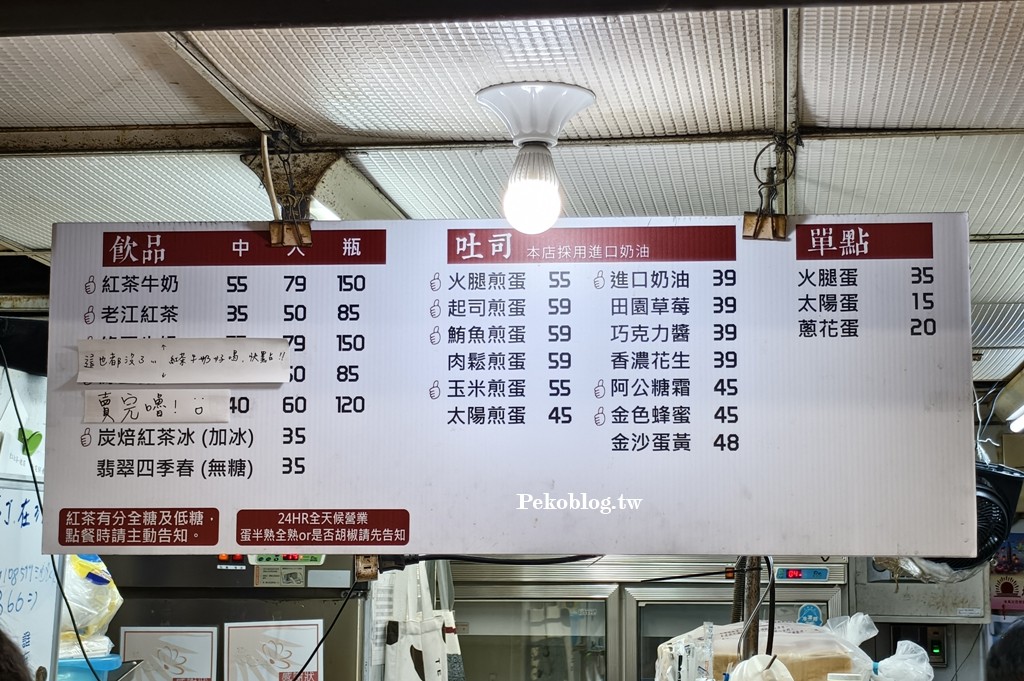 飲品 中 大 瓶
紅茶牛奶 55 79 150
老江紅茶 35 50 85
79 150
這也都沒了... 紅茶牛奶好喝、快點!!
50 85
賣完嚕!
40 60 120
炭焙紅茶冰 (加冰) 35
翡翠四季春 (無糖) 35
紅茶有分全糖及低糖，
點餐時請主動告知。
24HR全天候營業
蛋半熟全熟or是否胡椒請先告知
吐司 本店採用進口奶油
火腿煎蛋 55
起司煎蛋 59
鮪魚煎蛋 59
肉鬆煎蛋 59
玉米煎蛋 55
太陽煎蛋 45
進口奶油 39
田園草莓 39
巧克力醬 39
香濃花生 39
阿公糖霜 45
金色蜂蜜 45
金沙蛋黃 48
單點
火腿蛋 35
太陽蛋 15
蔥花蛋 20
Pekoblog.tw